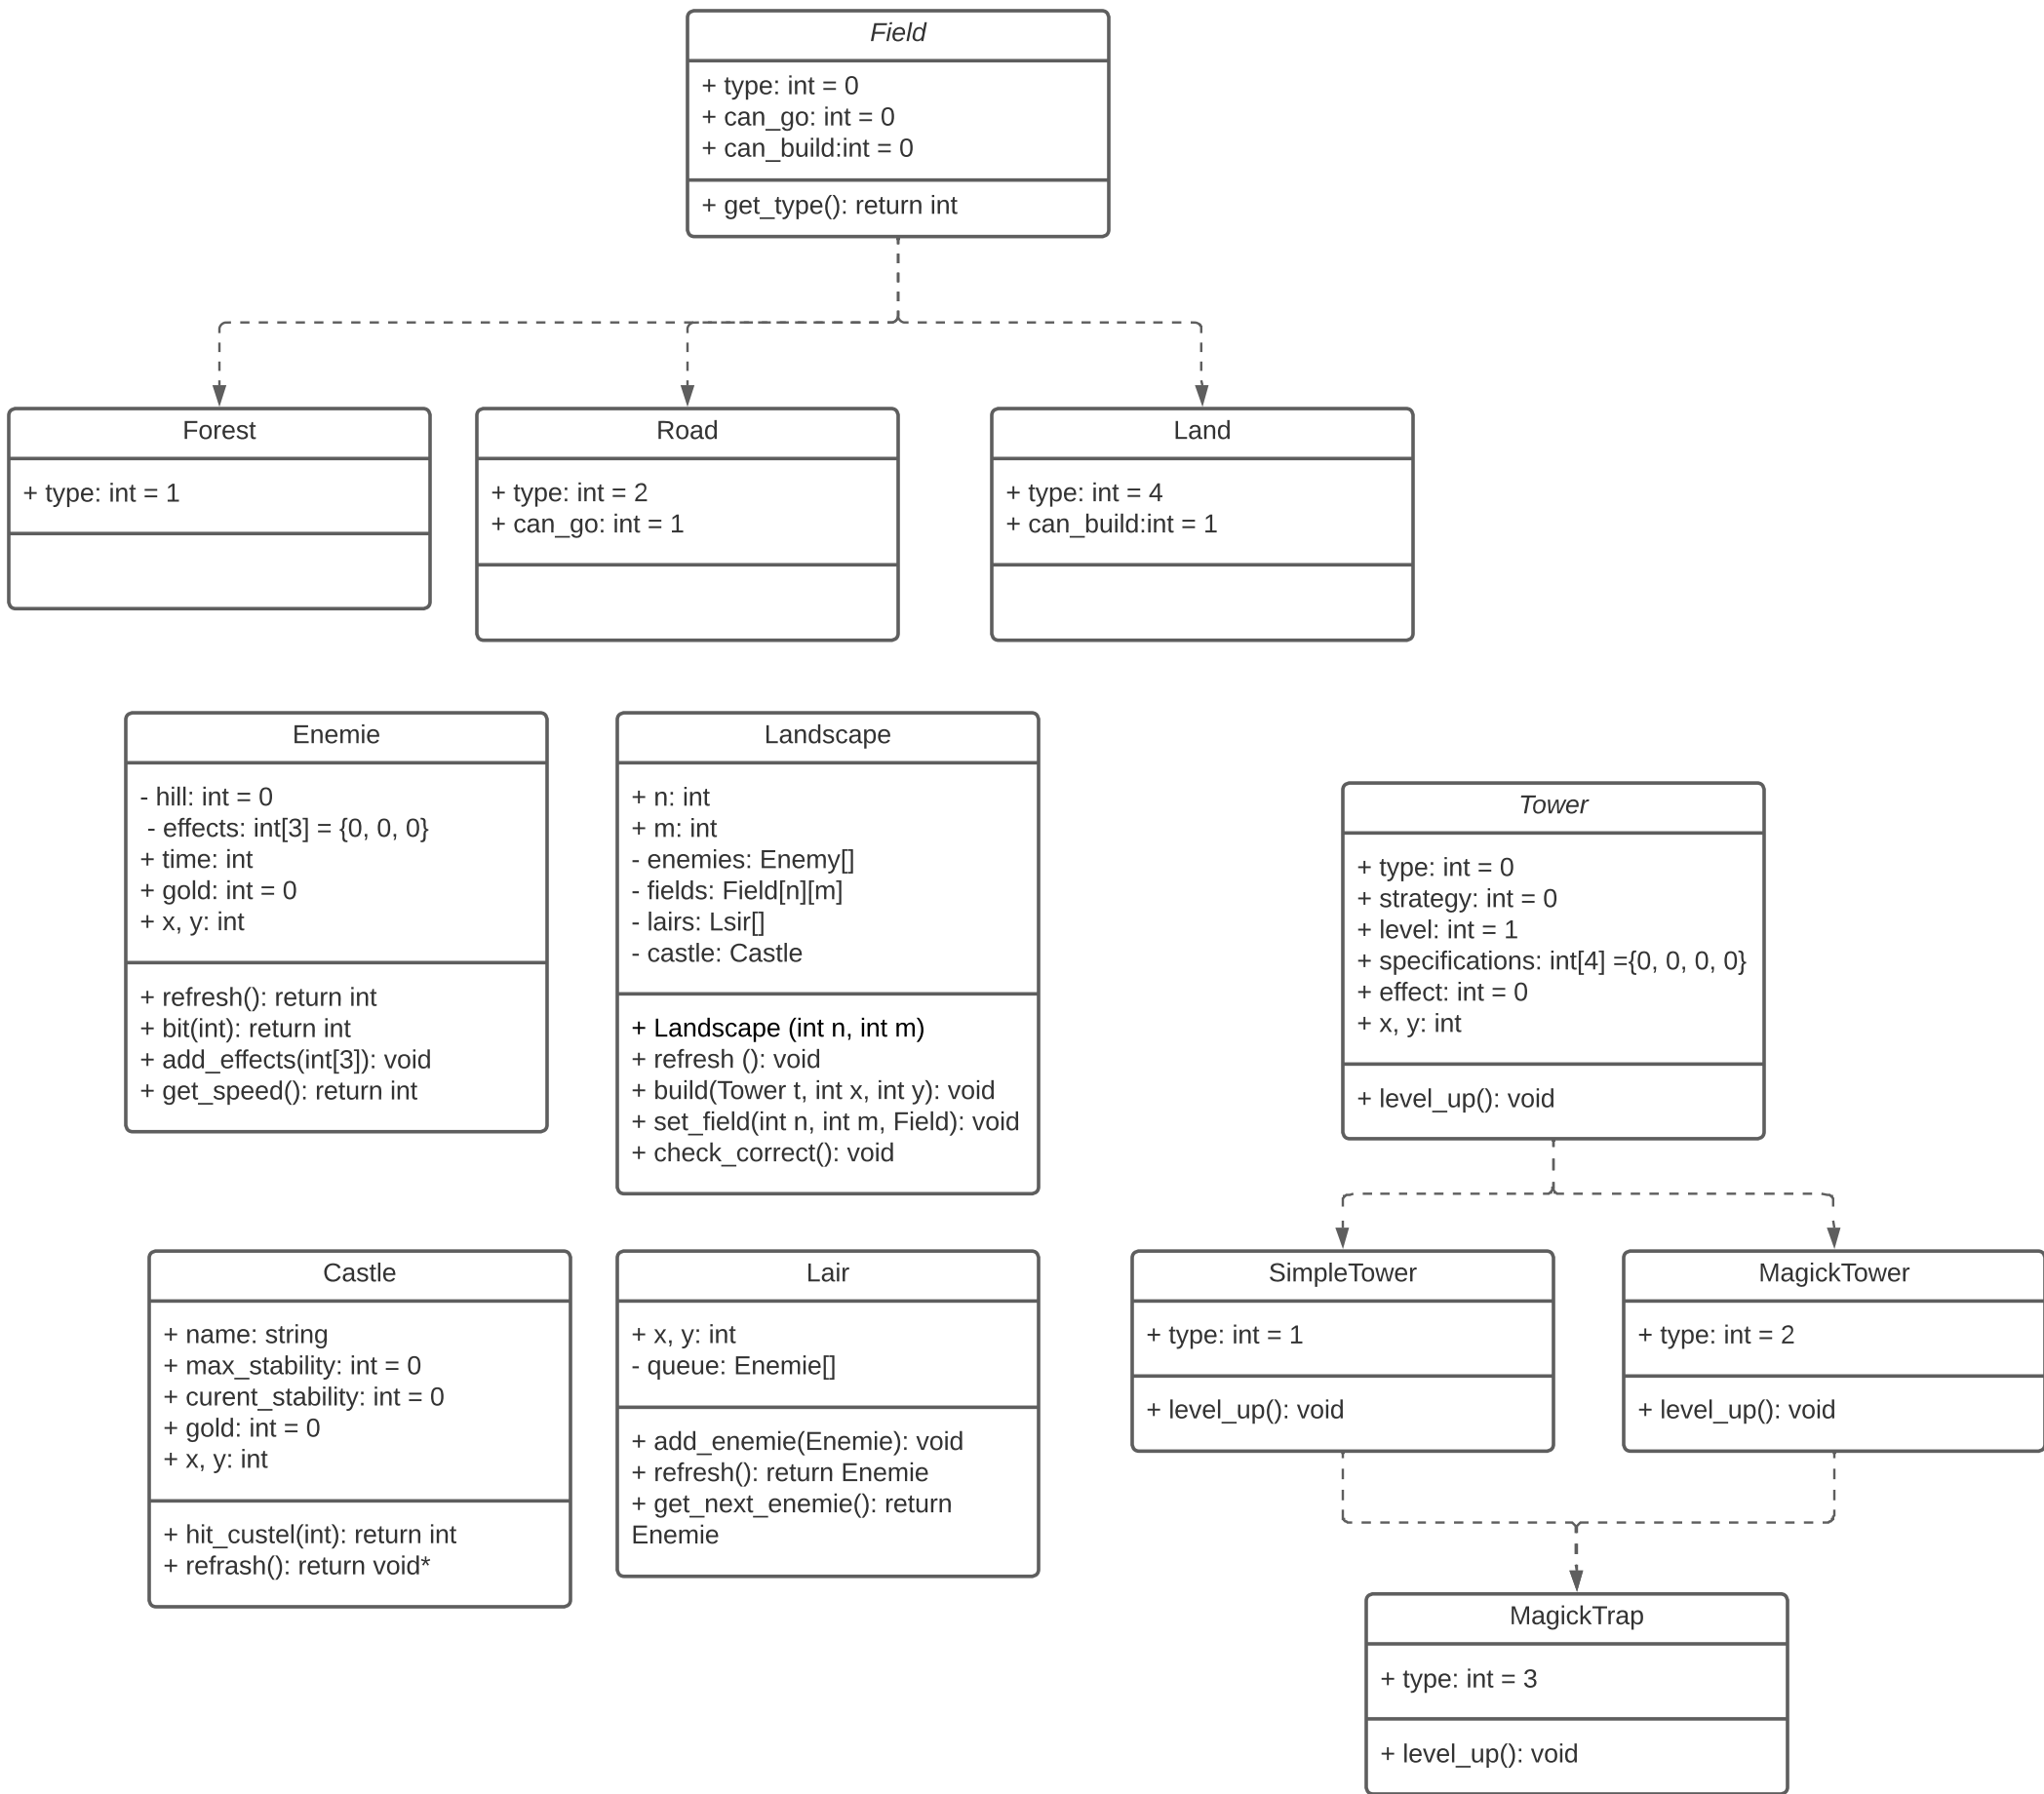 Field
+ type: int = 0
+ can_go: int = 0
+ can_build:int = 0
+ get_type(): return int
Forest
+ type: int = 1
Road
+ type: int = 2
+ can_go: int = 1
Land
+ type: int = 4
+ can_build:int = 1
Enemie
- hill: int = 0
- effects: int[3] = {0, 0, 0}
+ time: int
+ gold: int = 0
+ x, y: int
+ refresh(): return int
+ bit(int): return int
+ add_effects(int[3]): void
+ get_speed(): return int
Landscape
+ n: int
+ m: int
- enemies: Enemy[]
- fields: Field[n][m]
- lairs: Lsir[]
- castle: Castle
+ Landscape (int n, int m)
+ refresh (): void
+ build(Tower t, int x, int y): void
+ set_field(int n, int m, Field): void
+ check_correct(): void
Tower
+ type: int = 0
+ strategy: int = 0
+ level: int = 1
+ specifications: int[4] ={0, 0, 0, 0}
+ effect: int = 0
+ x, y: int
+ level_up(): void
Castle
+ name: string
+ max_stability: int = 0
+ curent_stability: int = 0
+ gold: int = 0
+ x, y: int
+ hit_custel(int): return int
+ refrash(): return void*
Lair
+ x, y: int
- queue: Enemie[]
+ add_enemie(Enemie): void
+ refresh(): return Enemie
+ get_next_enemie(): return
Enemie
SimpleTower
+ type: int = 1
+ level_up(): void
MagickTower
+ type: int = 2
+ level_up(): void
MagickTrap
+ type: int = 3
+ level_up(): void